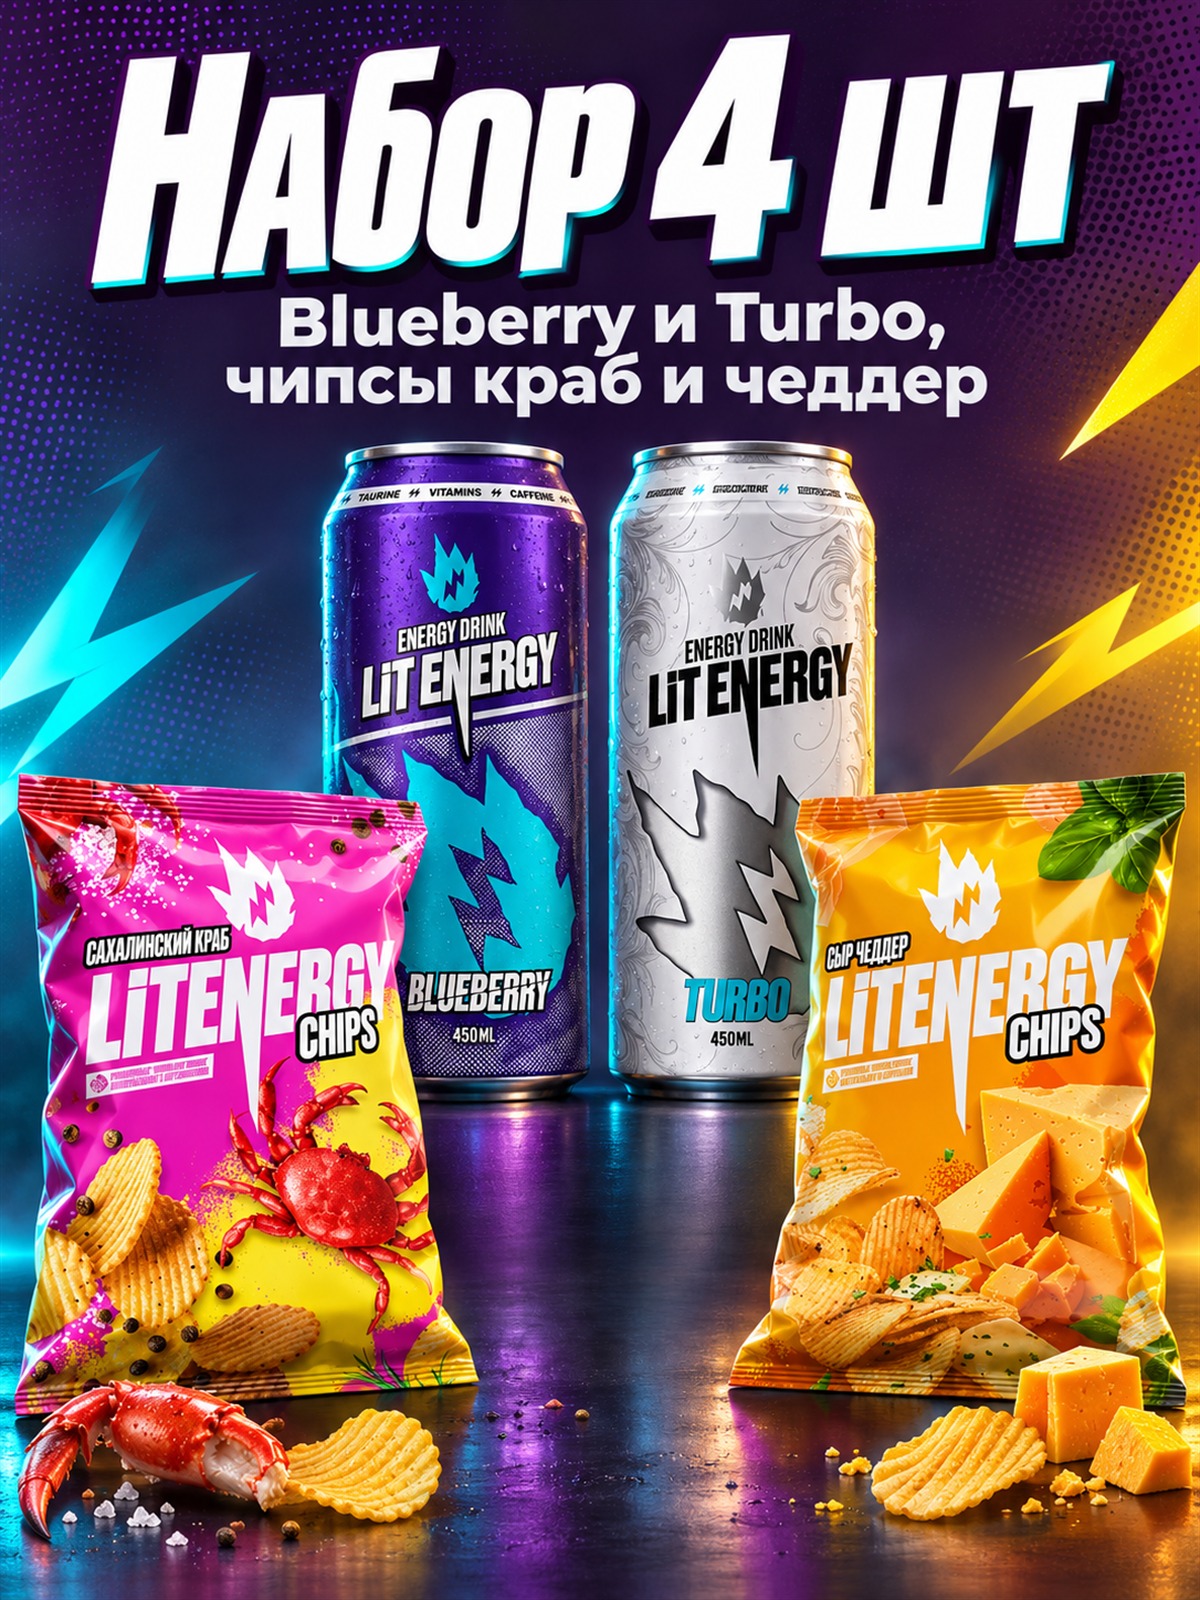 Набор 4 шт
Blueberry и Turbo,
чипсы краб и чеддер
TAURINE VITAMINS CAFFEINE
ENERGY DRINK
LiT ENERGY
BLUEBERRY
450ML
ENERGY DRINK
LiT ENERGY
TURBO
450ML
САХАЛИНСКИЙ КРАБ
LiTENERGY
CHIPS
СЫР ЧЕДДЕР
LiTENERGY
CHIPS